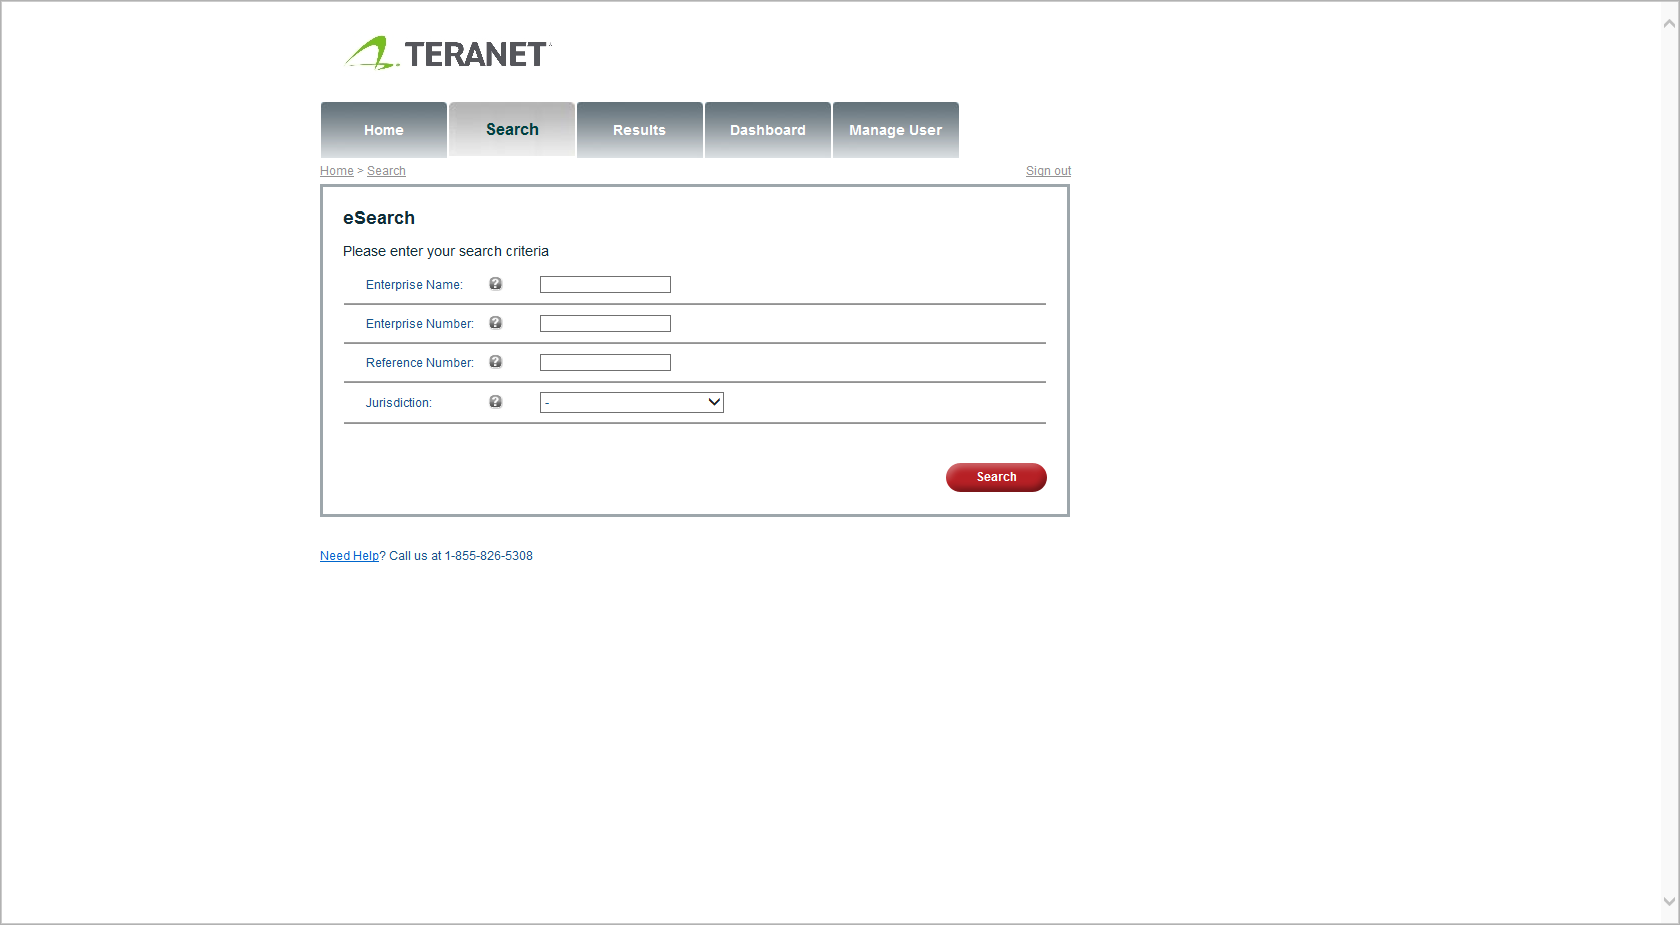 TERANET
Home Search Results Dashboard Manage User
Home > Search Sign out
eSearch
Please enter your search criteria
Enterprise Name: ?
Enterprise Number: ?
Reference Number: ?
Jurisdiction: ? -
Search
Need Help? Call us at 1-855-826-5308